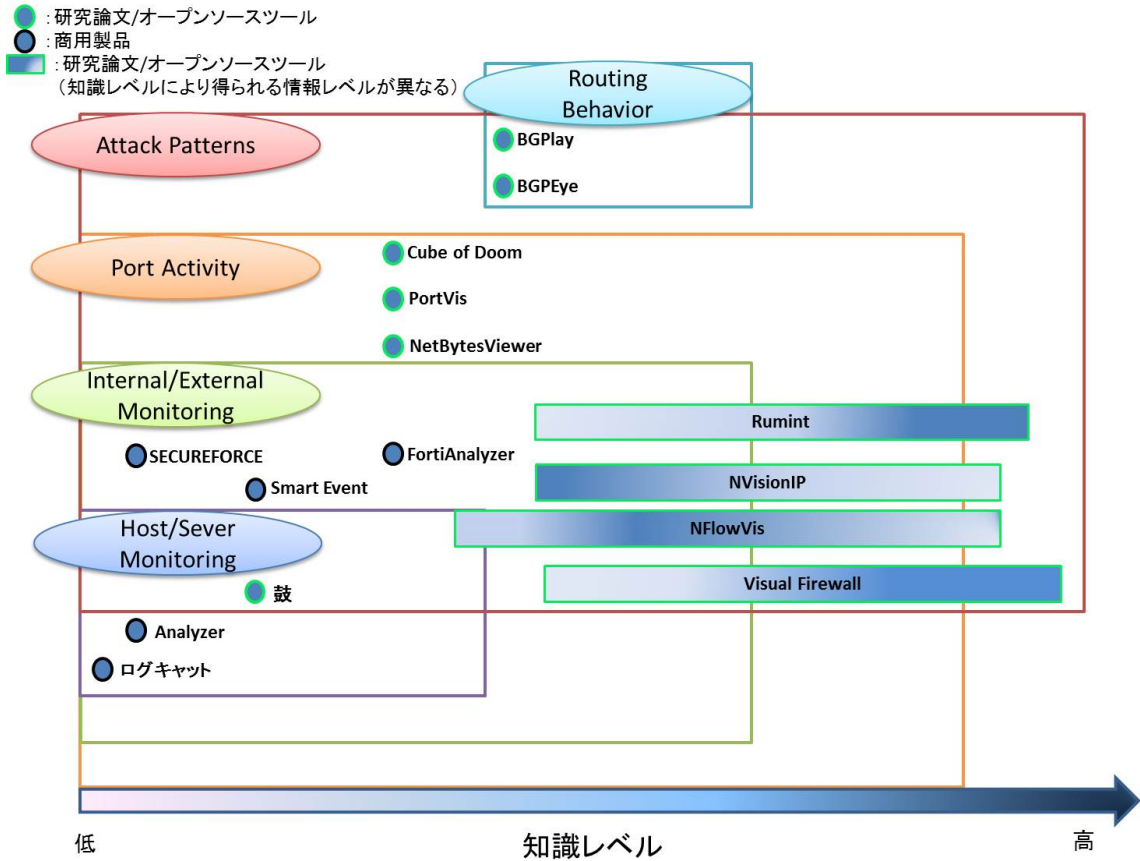 : 研究論文/オープンソースツール
: 商用製品
: 研究論文/オープンソースツール
(知識レベルにより得られる情報レベルが異なる)
Routing
Behavior
Attack Patterns
BGPlay
BGPEye
Port Activity
Cube of Doom
PortVis
NetBytesViewer
Internal/External
Monitoring
Rumint
SECUREFORCE
FortiAnalyzer
Smart Event
NVisionIP
Host/Sever
Monitoring
NFlowVis
Visual Firewall
鼓
Analyzer
ログキャット
低
知識レベル
高